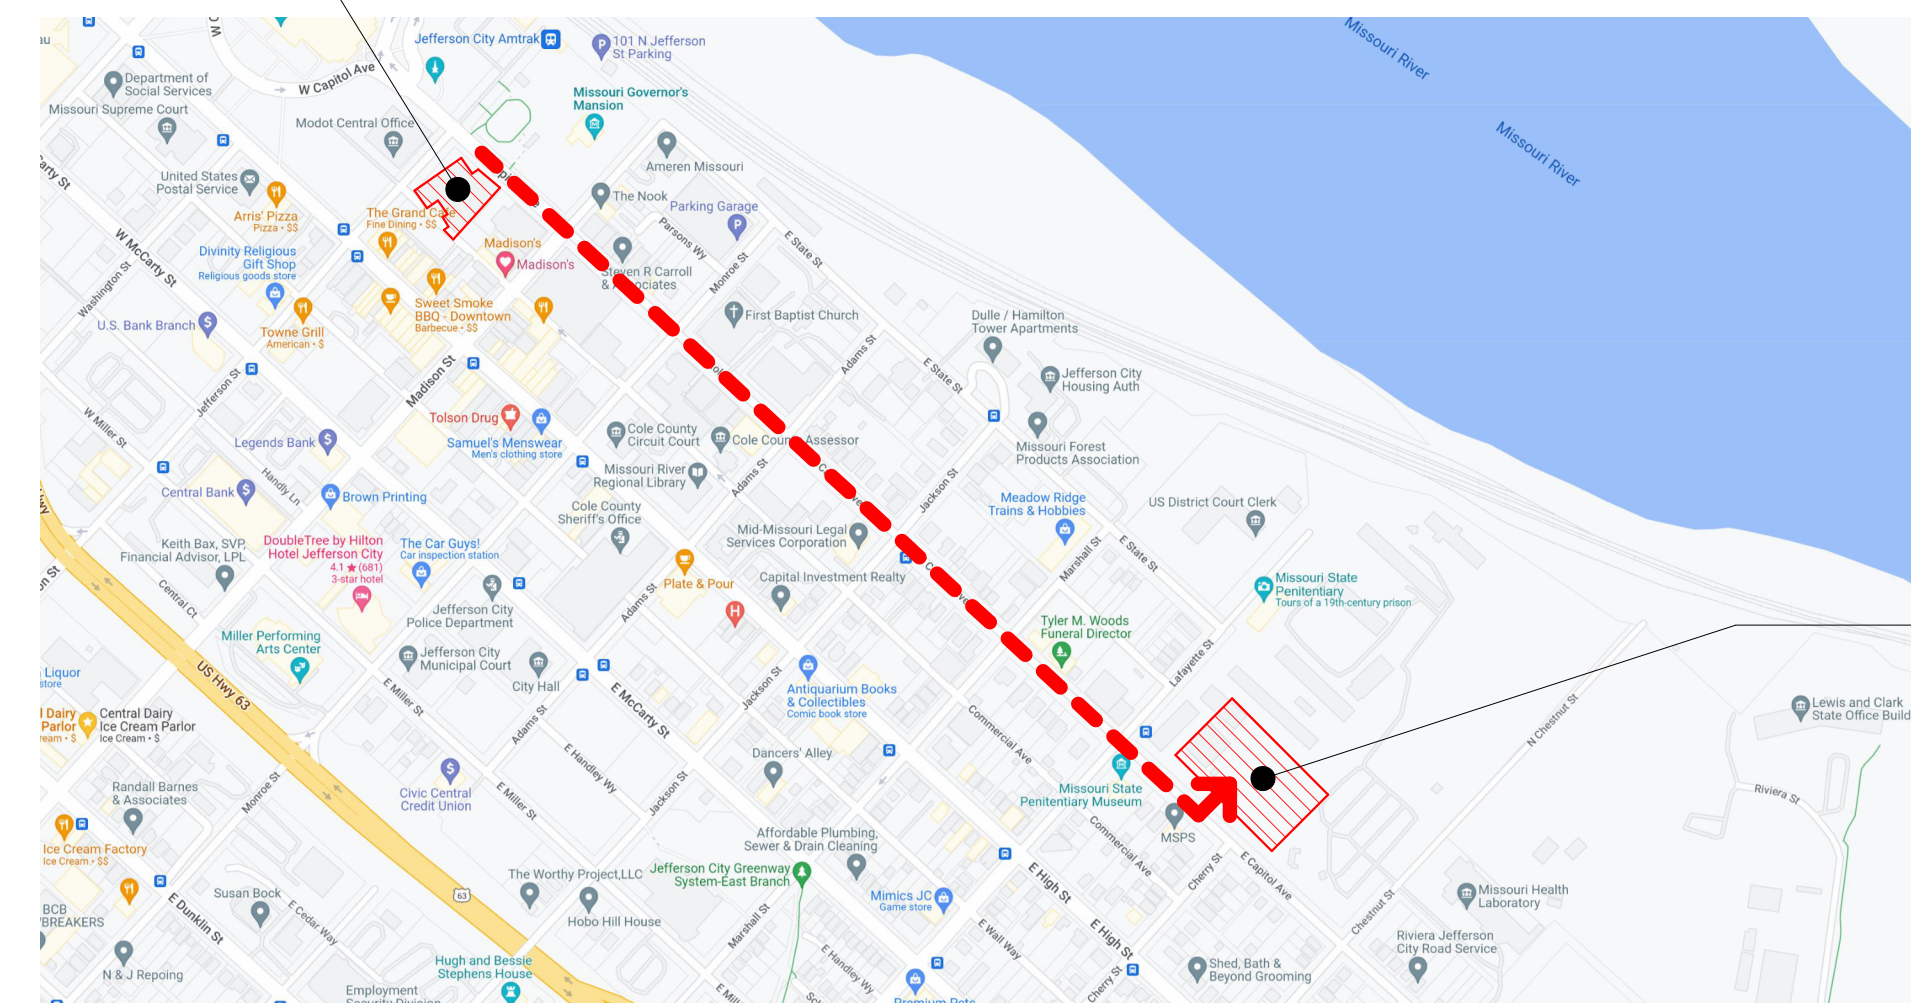 Jefferson City Amtrak
101 N Jefferson
St Parking
Missouri River
Department of
Social Services
W Capitol Ave
Missouri Supreme Court
Modot Central Office
Missouri Governor's
Mansion
Missouri River
Ameren Missouri
United States
Postal Service
The Nook
Parking Garage
Arris' Pizza
Pizza • $$
The Grand Cafe
Fine Dining • $$
Parsons Wy
E State St
W McCarty St
Divinity Religious
Gift Shop
Religious goods store
Madison's
Madison's
Steven R Carroll
& Associates
Monroe St
Washington St
Sweet Smoke
BBQ - Downtown
Barbecue • $$
First Baptist Church
Dulle / Hamilton
Tower Apartments
U.S. Bank Branch
Towne Grill
American • $
Adams St
E State St
Jefferson St
Madison St
Jefferson City
Housing Auth
W Miller St
Tolson Drug
Legends Bank
Samuel's Menswear
Men's clothing store
Cole County
Circuit Court
Cole County Assessor
Missouri Forest
Products Association
Missouri River
Regional Library
Adams St
Jackson St
Handly Ln
Central Bank
Brown Printing
Meadow Ridge
Trains & Hobbies
US District Court Clerk
Cole County
Sheriff's Office
Mid-Missouri Legal
Services Corporation
Keith Bax, SVP,
Financial Advisor, LPL
DoubleTree by Hilton
Hotel Jefferson City
4.1 ★ (681)
3-star hotel
The Car Guys!
Car inspection station
Marshall St
E State St
Plate & Pour
Capital Investment Realty
Missouri State
Penitentiary
Tours of a 19th-century prison
Central Ct
Adams St
Jefferson City
Police Department
Tyler M. Woods
Funeral Director
Miller Performing
Arts Center
Jefferson City
Municipal Court
City Hall
Lafayette St
Liquor
store
US Hwy 63
E Miller St
E McCarty St
Jackson St
Antiquarium Books
& Collectibles
Comic book store
Commercial Ave
N Chestnut St
Lewis and Clark
State Office Build
Central Dairy
Ice Cream Parlor
Ice Cream • $
Adams St
E Handley Wy
Dancers' Alley
Civic Central
Credit Union
E Miller St
Jackson St
Missouri State
Penitentiary Museum
Riviera St
Randall Barnes
& Associates
Monroe St
MSPS
Commercial Ave
Ice Cream Factory
Ice Cream • $$
Affordable Plumbing,
Sewer & Drain Cleaning
Cherry St
E Capitol Ave
The Worthy Project,LLC
Jefferson City Greenway
System-East Branch
E High St
Susan Bock
63
Mimics JC
Game store
Missouri Health
Laboratory
BCB
E Dunklin St
E Cedar Way
Hobo Hill House
Marshall St
E Wall Way
E High St
Chestnut St
Riviera Jefferson
City Road Service
N & J Repoing
Hugh and Bessie
Stephens House
E Handley Wy
Shed, Bath &
Beyond Grooming
Cherry St
Employment
Security Division
Premium Pets